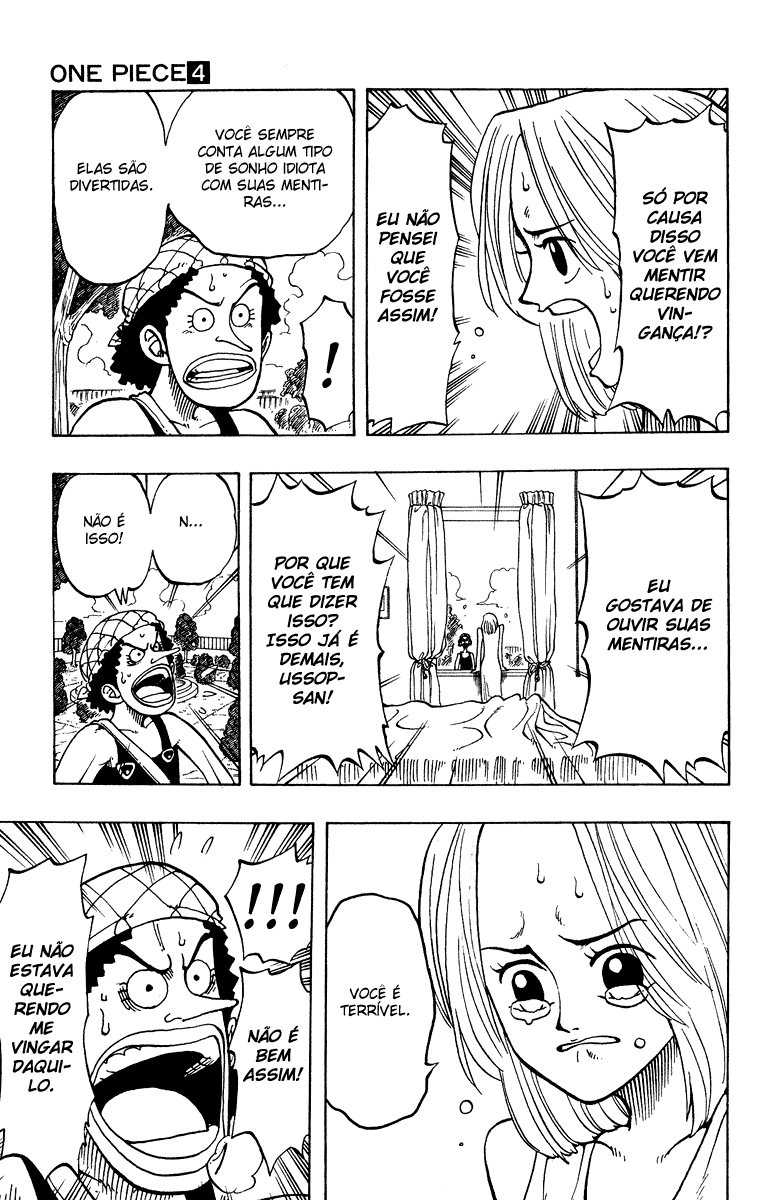 ONE PIECE 4
SÓ POR
CAUSA
DISSO
VOCÊ VEM
MENTIR
QUERENDO
VIN-
GANÇA!?
EU NÃO
PENSEI
QUE
VOCÊ
FOSSE
ASSIM!
!
VOCÊ SEMPRE
CONTA ALGUM TIPO
DE SONHO IDIOTA
COM SUAS MENTI-
RAS...
ELAS SÃO
DIVERTIDAS.
EU
GOSTAVA DE
OUVIR SUAS
MENTIRAS...
POR QUE
VOCÊ TEM
QUE DIZER
ISSO?
ISSO JÁ É
DEMAIS,
USSOP-
SAN!
N...
NÃO É
ISSO!
VOCÊ É
TERRÍVEL.
!!!
NÃO É
BEM
ASSIM!
EU NÃO
ESTAVA
QUE-
RENDO
ME
VINGAR
DAQUI-
LO.